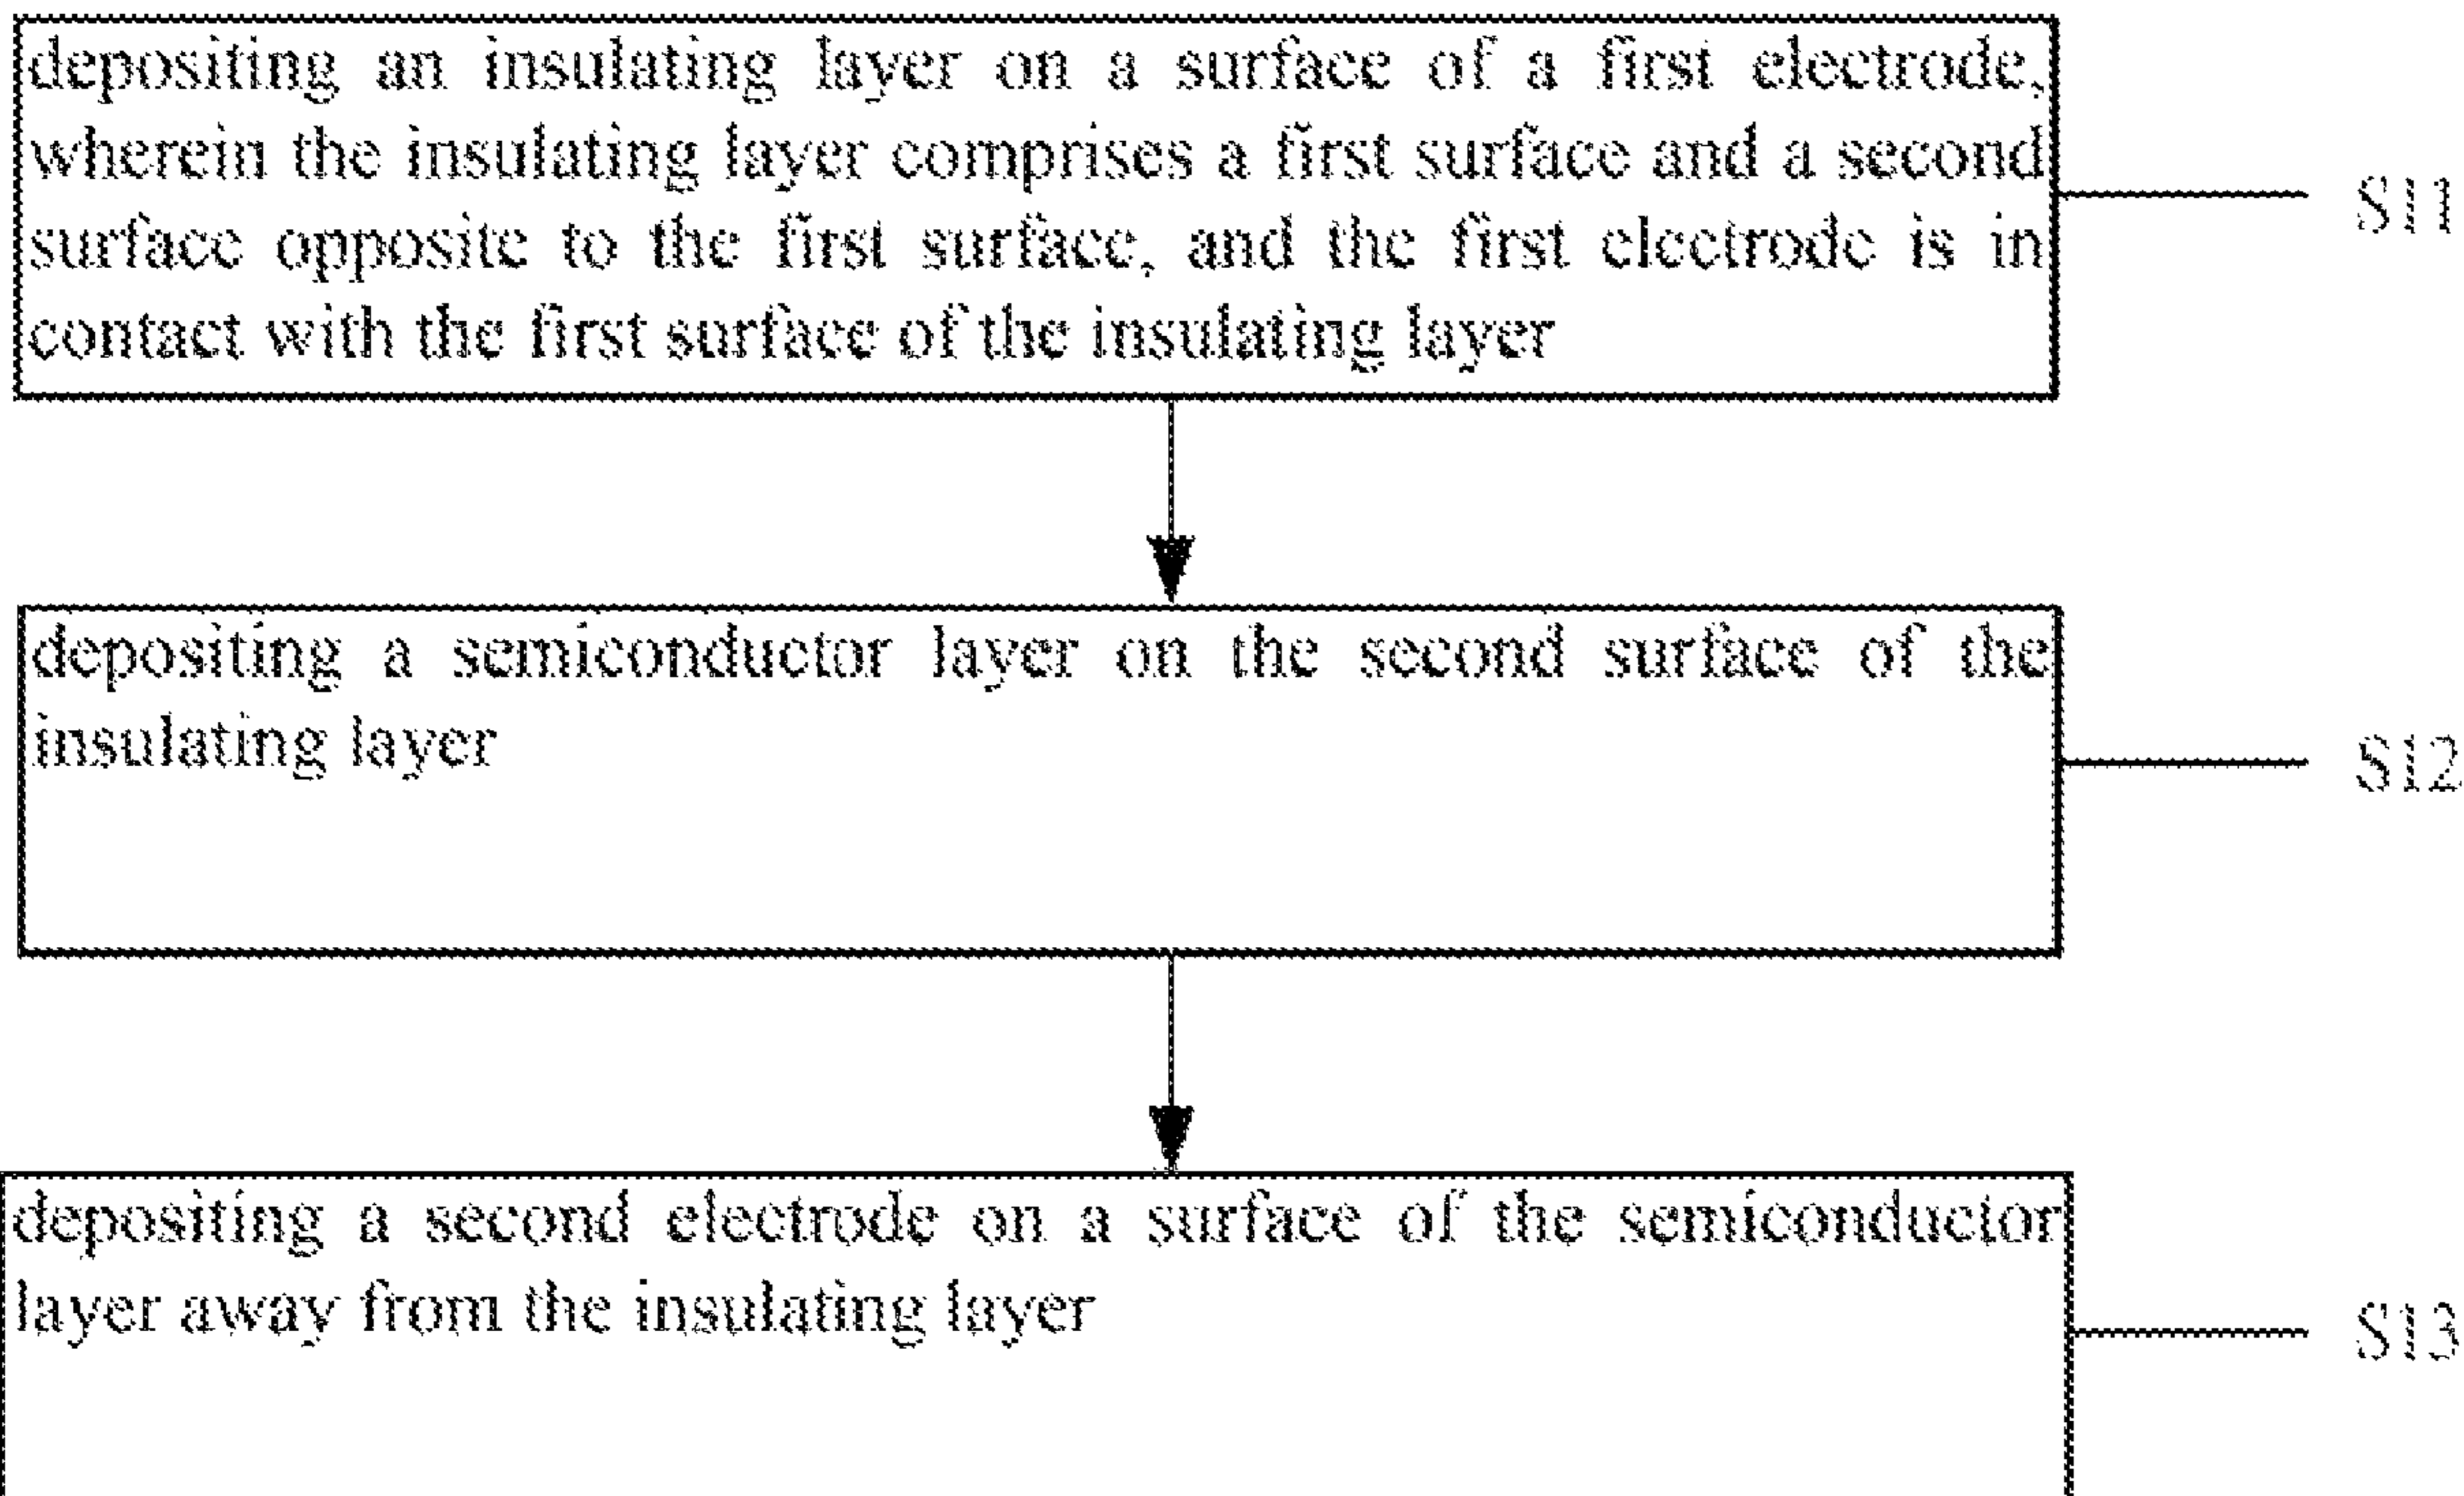 depositing an insulating layer on a surface of a first electrode,
wherein the insulating layer comprises a first surface and a second
surface opposite to the first surface, and the first electrode is in
contact with the first surface of the insulating layer
S11
depositing a semiconductor layer on the second surface of the
insulating layer
S12
depositing a second electrode on a surface of the semiconductor
layer away from the insulating layer
S13